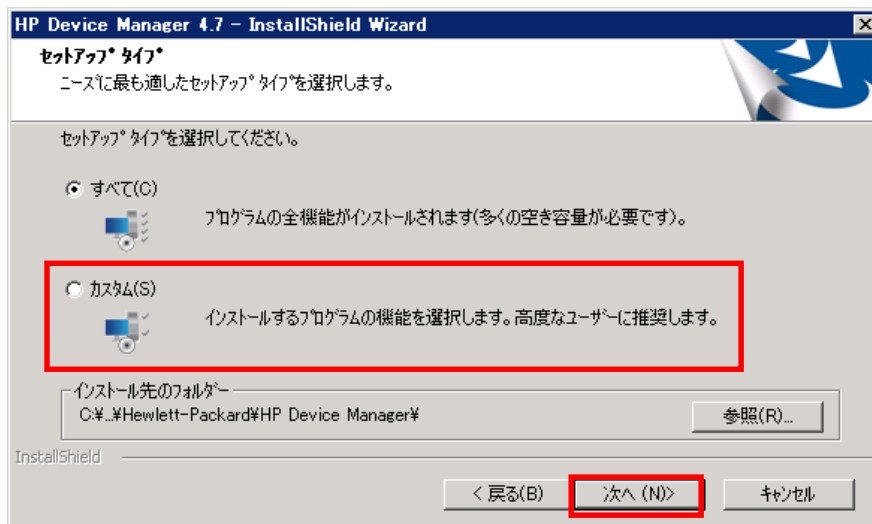 HP Device Manager 4.7 - InstallShield Wizard
セットアップ タイプ
ニーズに最も適したセットアップ タイプを選択します。
セットアップ タイプを選択してください。
すべて(C)
プログラムの全機能がインストールされます(多くの空き容量が必要です)。
カスタム(S)
インストールするプログラムの機能を選択します。高度なユーザーに推奨します。
インストール先のフォルダー
C:¥..¥Hewlett-Packard¥HP Device Manager¥
参照(R)...
InstallShield
< 戻る(B)
次へ (N)>
キャンセル